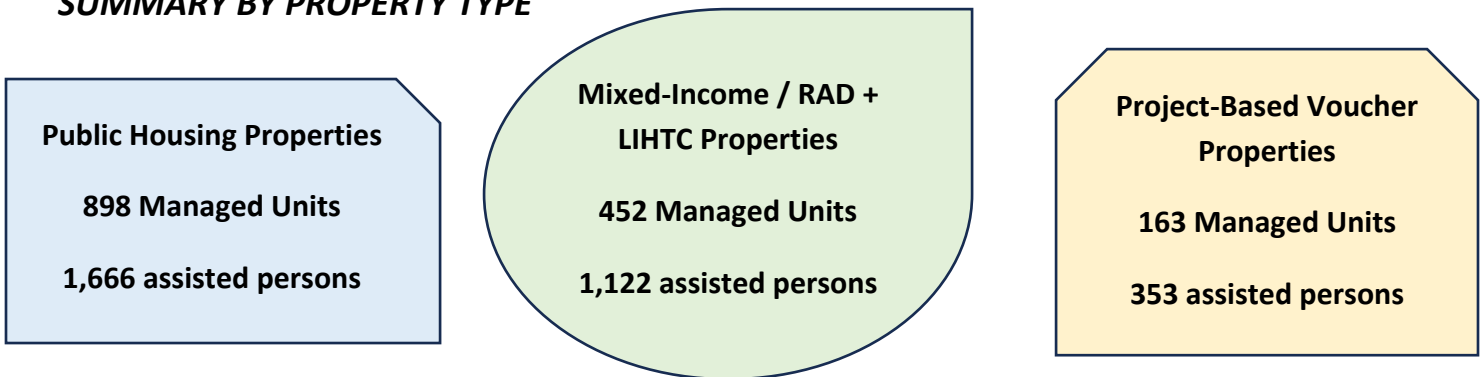 SUMMARY BY PROPERTY TYPE
Public Housing Properties
898 Managed Units
1,666 assisted persons
Mixed-Income / RAD +
LIHTC Properties
452 Managed Units
1,122 assisted persons
Project-Based Voucher
Properties
163 Managed Units
353 assisted persons